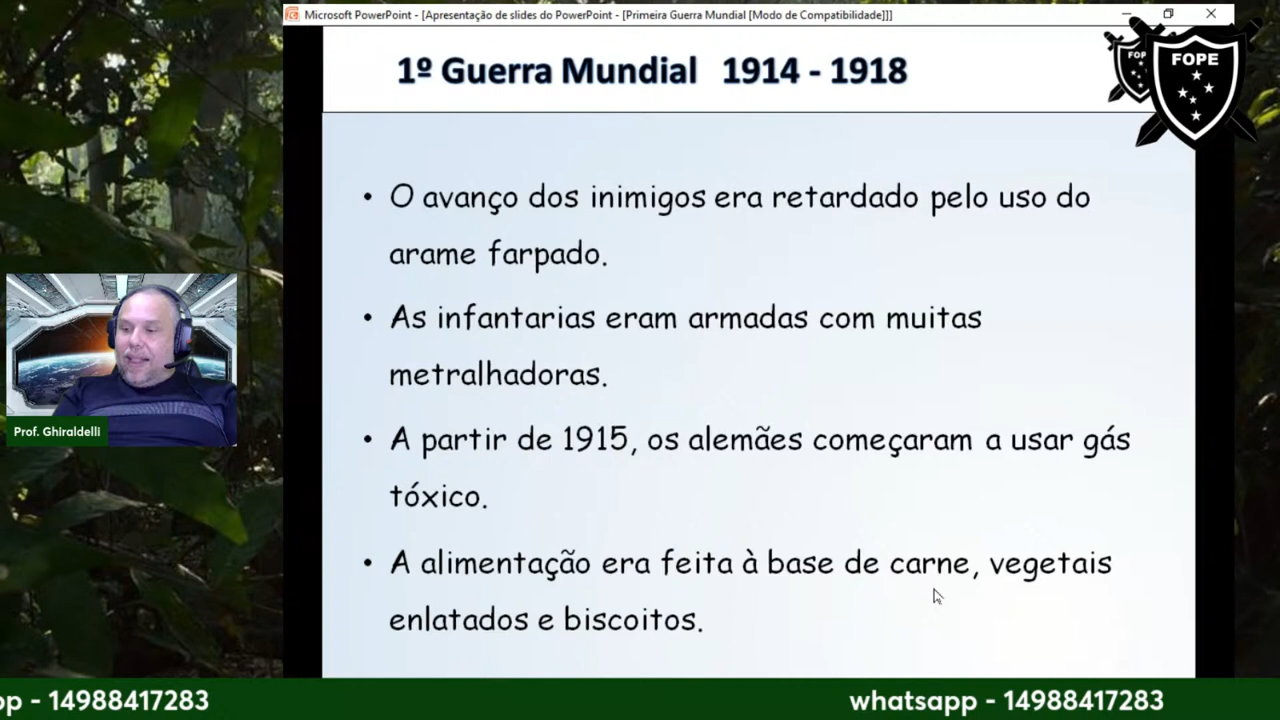 Microsoft PowerPoint - [Apresentação de slides do PowerPoint - [Primeira Guerra Mundial [Modo de Compatibilidade]]]
1º Guerra Mundial 1914 - 1918
FOP
FOPE
• O avanço dos inimigos era retardado pelo uso do
arame farpado.
• As infantarias eram armadas com muitas
metralhadoras.
• A partir de 1915, os alemães começaram a usar gás
tóxico.
• A alimentação era feita à base de carne, vegetais
enlatados e biscoitos.
Prof. Ghiraldelli
pp - 14988417283
whatsapp - 14988417283